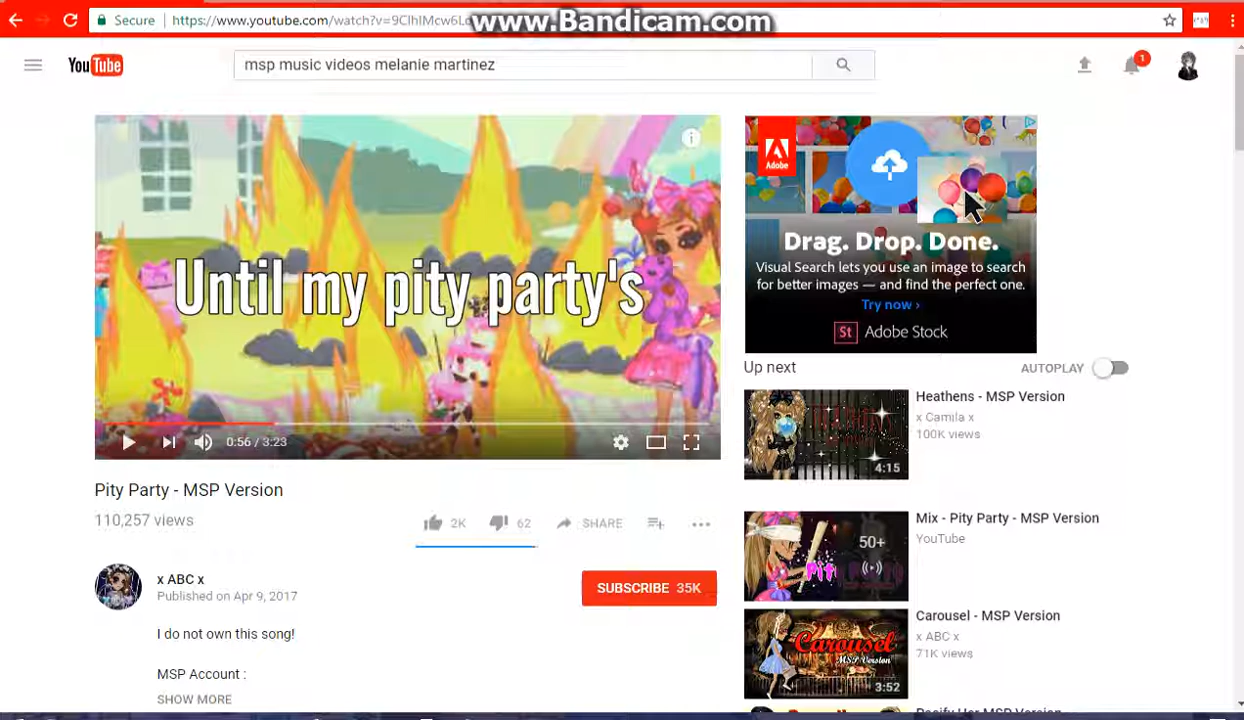 www.Bandicam.com
Secure
https://www.youtube.com/watch?v=9ClhIMcw6L
YouTube
msp music videos melanie martinez
1
Until my pity party's
0:56 / 3:23
Pity Party - MSP Version
110,257 views
2K
62
SHARE
x ABC x
Published on Apr 9, 2017
SUBSCRIBE 35K
I do not own this song!
MSP Account :
SHOW MORE
Adobe
Drag. Drop. Done.
Visual Search lets you use an image to search
for better images — and find the perfect one.
Try now ›
St Adobe Stock
Up next
AUTOPLAY
Heathens - MSP Version
x Camila x
100K views
4:15
Mix - Pity Party - MSP Version
YouTube
50+
Pit
Carousel - MSP Version
x ABC x
71K views
Carousel
MSP Version
3:52